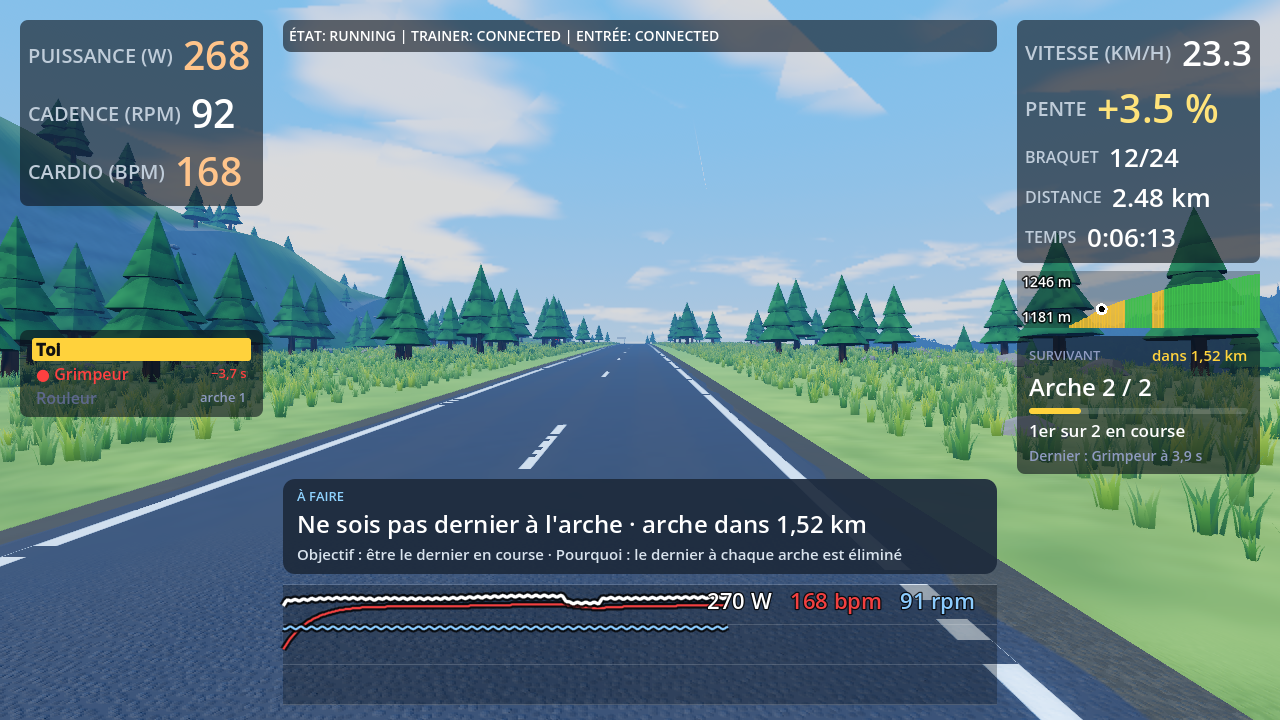 PUISSANCE (W) 268
CADENCE (RPM) 92
CARDIO (BPM) 168
ÉTAT: RUNNING | TRAINER: CONNECTED | ENTRÉE: CONNECTED
VITESSE (KM/H) 23.3
PENTE +3.5 %
BRAQUET 12/24
DISTANCE 2.48 km
TEMPS 0:06:13
1246 m
1181 m
Toi
Grimpeur −3,7 s
Rouleur arche 1
SURVIVANT dans 1,52 km
Arche 2 / 2
1er sur 2 en course
Dernier : Grimpeur à 3,9 s
À FAIRE
Ne sois pas dernier à l'arche · arche dans 1,52 km
Objectif : être le dernier en course · Pourquoi : le dernier à chaque arche est éliminé
270 W 168 bpm 91 rpm